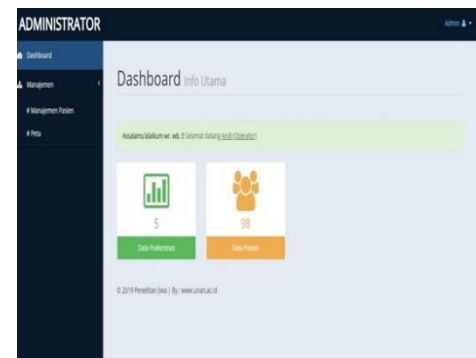 ADMINISTRATOR
Admin
Dashboard
Manajemen
# Manajemen Pasien
# Peta
Dashboard Info Utama
Assalamu'alaikum wr. wb. !! Selamat datang Andi (Operator)
5
Data Puskesmas
98
Data Pasien
© 2019 Penelitian Jiwa | By : www.unan.ac.id